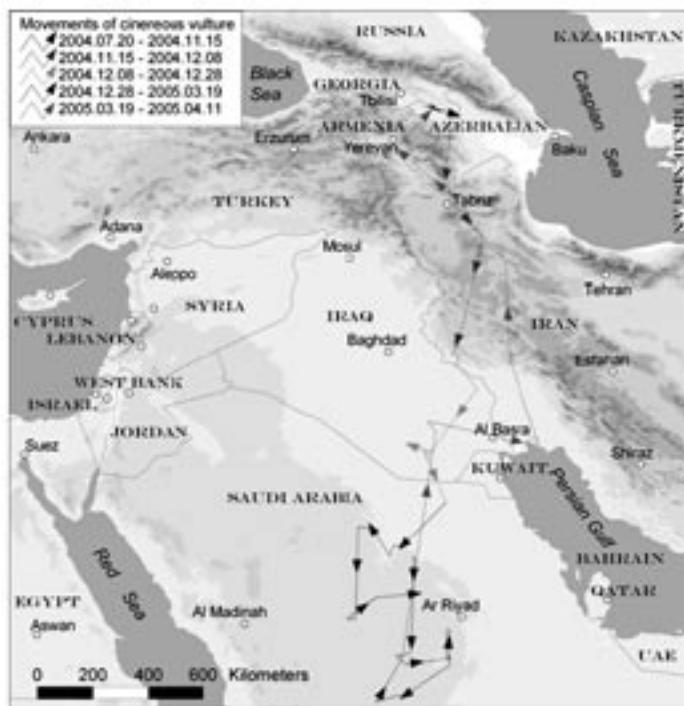 Movements of cinereous vulture
2004.07.20 - 2004.11.15
2004.11.15 - 2004.12.08
2004.12.08 - 2004.12.28
2004.12.28 - 2005.03.19
2005.03.19 - 2005.04.11
RUSSIA
KAZAKHSTAN
Black
Sea
GEORGIA
Tbilisi
Caspian
Sea
TURKMENISTAN
Ankara
Erzurum
ARMENIA
Yerevan
AZERBAIJAN
Baku
TURKEY
Tabriz
Adana
Aleppo
Mosul
Tehran
CYPRUS
SYRIA
LEBANON
IRAQ
Baghdad
IRAN
Esfahan
WEST BANK
ISRAEL
JORDAN
Suez
Al Basra
KUWAIT
Shiraz
SAUDI ARABIA
Persian Gulf
Red
Sea
BAHRAIN
QATAR
EGYPT
Aswan
Al Madinah
Ar Riyad
UAE
0 200 400 600 Kilometers